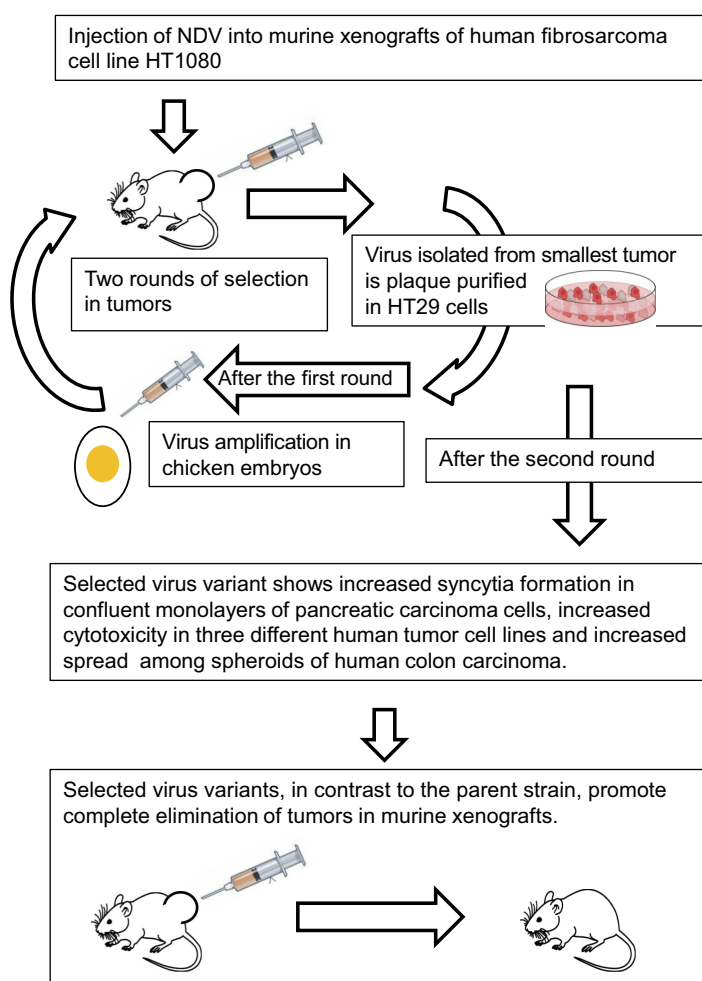 Injection of NDV into murine xenografts of human fibrosarcoma
cell line HT1080
Two rounds of selection
in tumors
Virus isolated from smallest tumor
is plaque purified
in HT29 cells
After the first round
Virus amplification in
chicken embryos
After the second round
Selected virus variant shows increased syncytia formation in
confluent monolayers of pancreatic carcinoma cells, increased
cytotoxicity in three different human tumor cell lines and increased
spread among spheroids of human colon carcinoma.
Selected virus variants, in contrast to the parent strain, promote
complete elimination of tumors in murine xenografts.